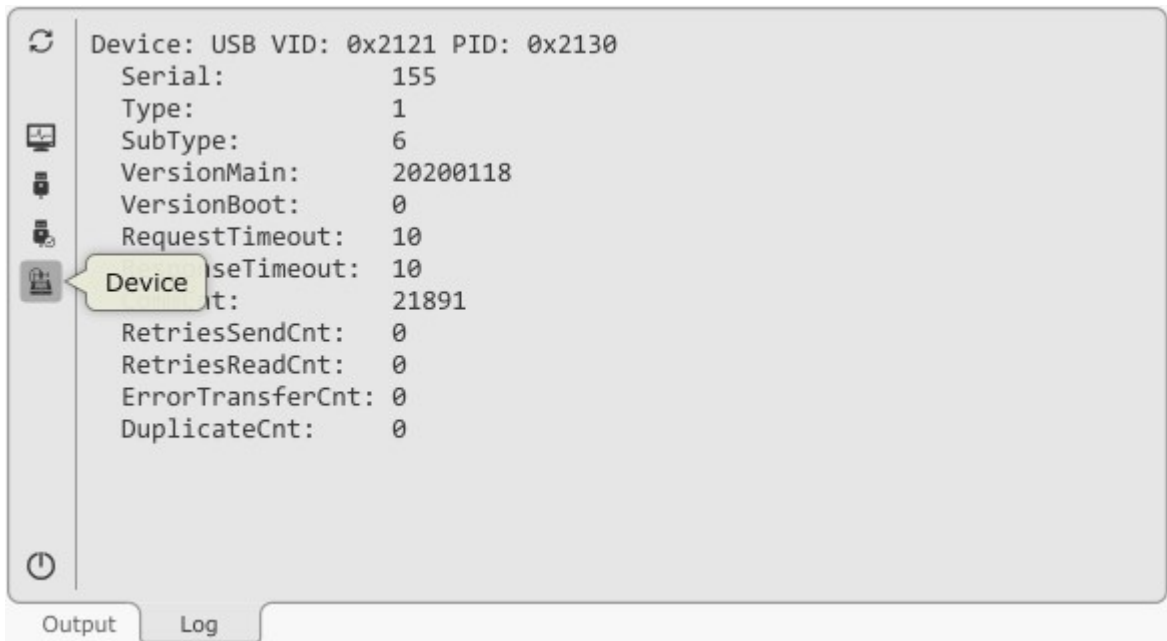 Device: USB VID: 0x2121 PID: 0x2130
Serial: 155
Type: 1
SubType: 6
VersionMain: 20200118
VersionBoot: 0
RequestTimeout: 10
seTimeout: 10
Device
nt: 21891
RetriesSendCnt: 0
RetriesReadCnt: 0
ErrorTransferCnt: 0
DuplicateCnt: 0
Output Log